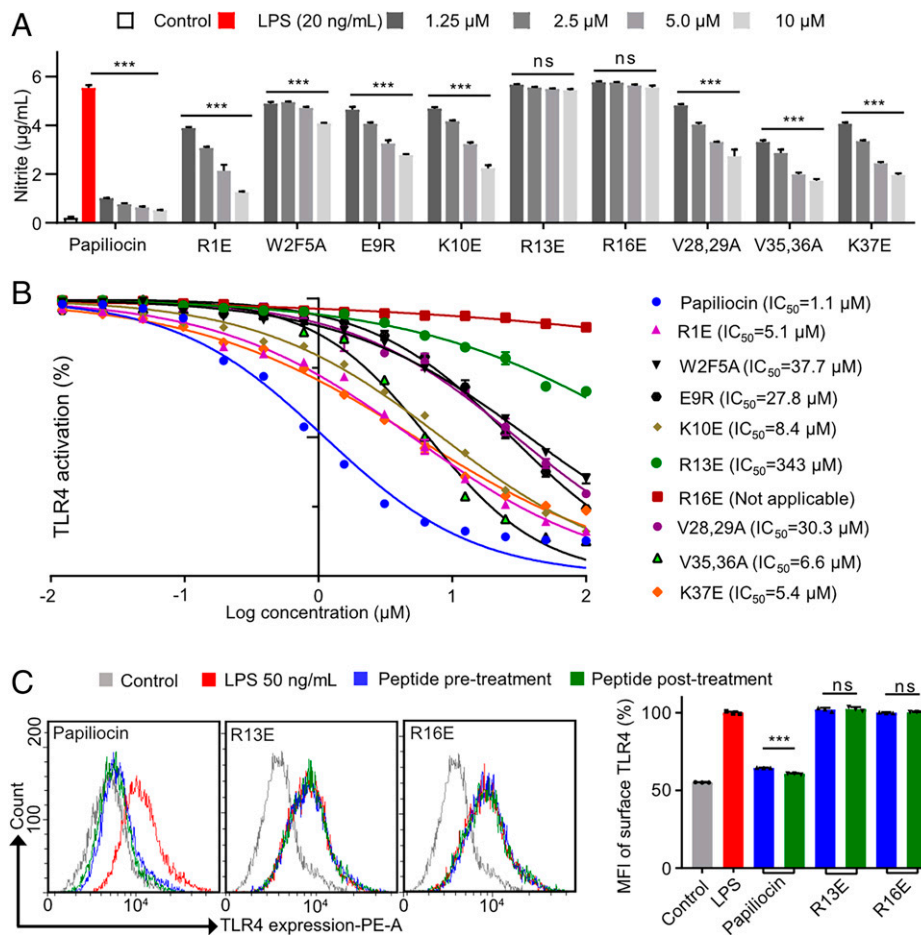 A
Control LPS (20 ng/mL) 1.25 µM 2.5 µM 5.0 µM 10 µM
*** *** *** *** *** ns ns *** *** ***
Nitrite (µg/mL)
6
4
2
0
Papiliocin R1E W2F5A E9R K10E R13E R16E V28,29A V35,36A K37E
B
TLR4 activation (%)
-2 -1 0 1 2
Log concentration (µM)
Papiliocin (IC50=1.1 µM)
R1E (IC50=5.1 µM)
W2F5A (IC50=37.7 µM)
E9R (IC50=27.8 µM)
K10E (IC50=8.4 µM)
R13E (IC50=343 µM)
R16E (Not applicable)
V28,29A (IC50=30.3 µM)
V35,36A (IC50=6.6 µM)
K37E (IC50=5.4 µM)
C
Control LPS 50 ng/mL Peptide pre-treatment Peptide post-treatment
200
100
0
Count
Papiliocin R13E R16E
10⁴ 10⁴ 10⁴
TLR4 expression-PE-A
MFI of surface TLR4 (%)
100
50
0
*** ns ns
Control LPS Papiliocin R13E R16E